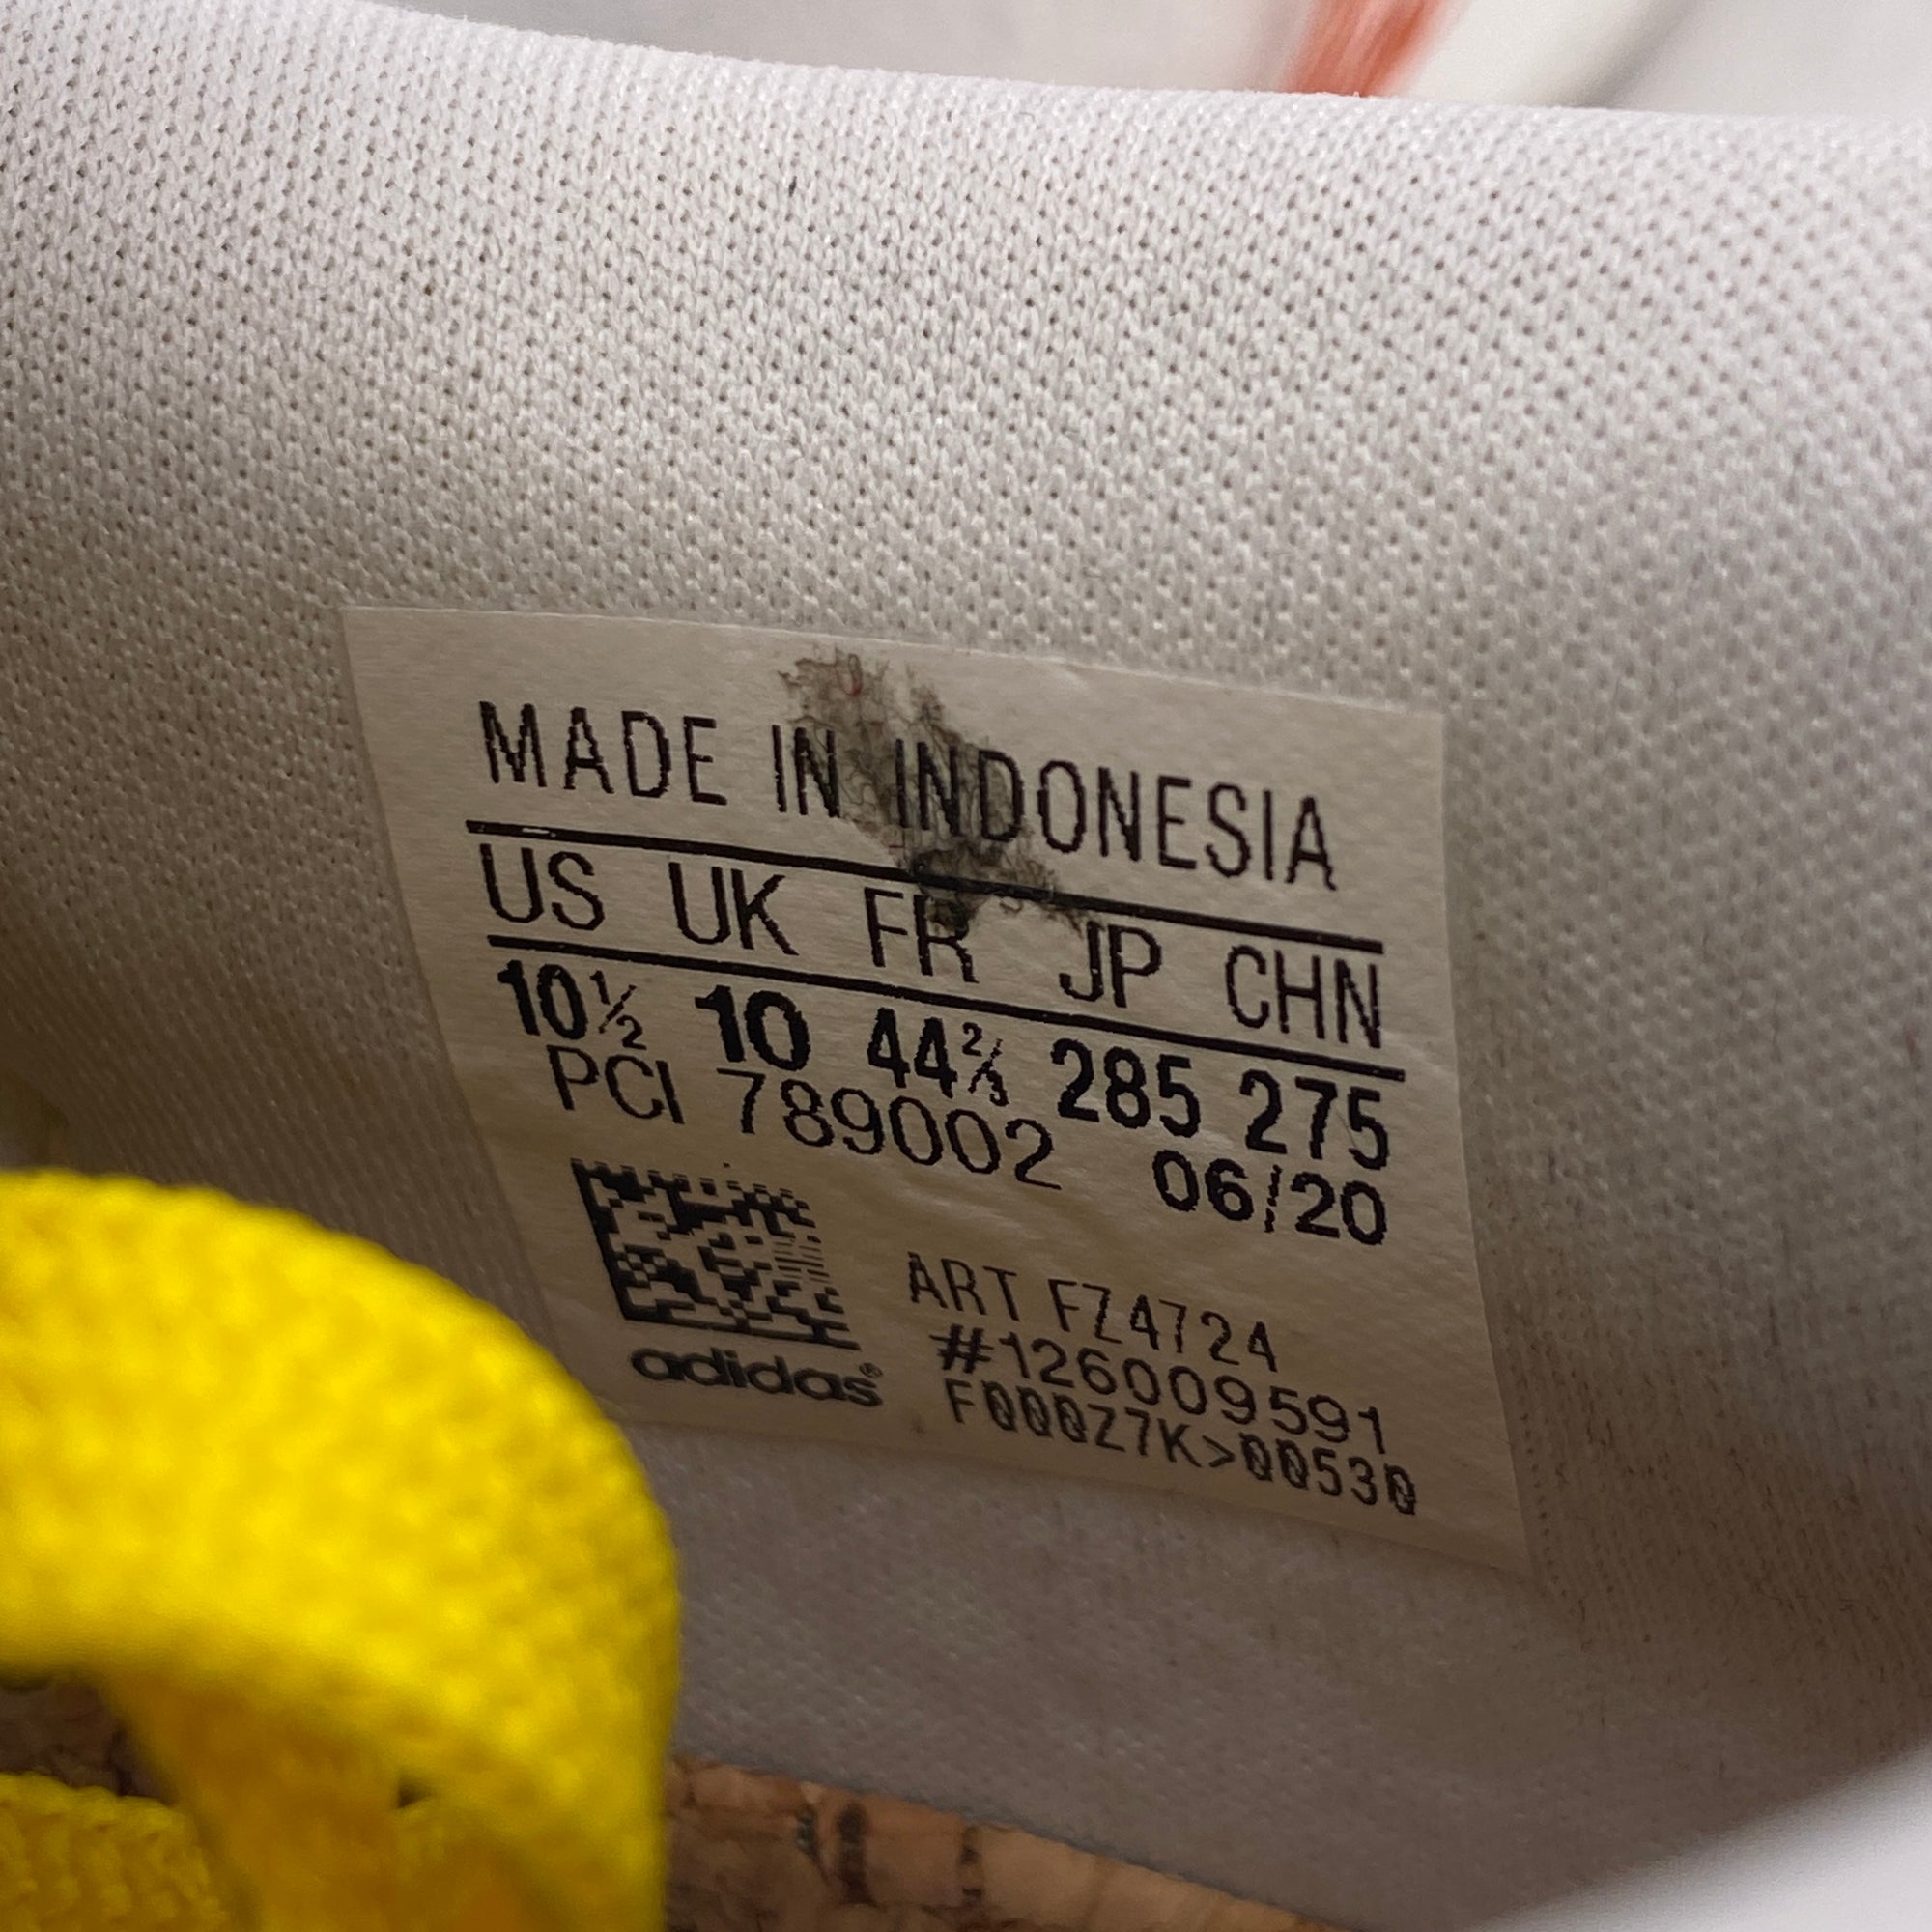 MADE IN INDONESIA
US UK FR JP CHN
10½ 10 44⅔ 285 275
PCI 789002 06/20
ART FZ4724
#126009591
F000Z7K>00530
adidas®